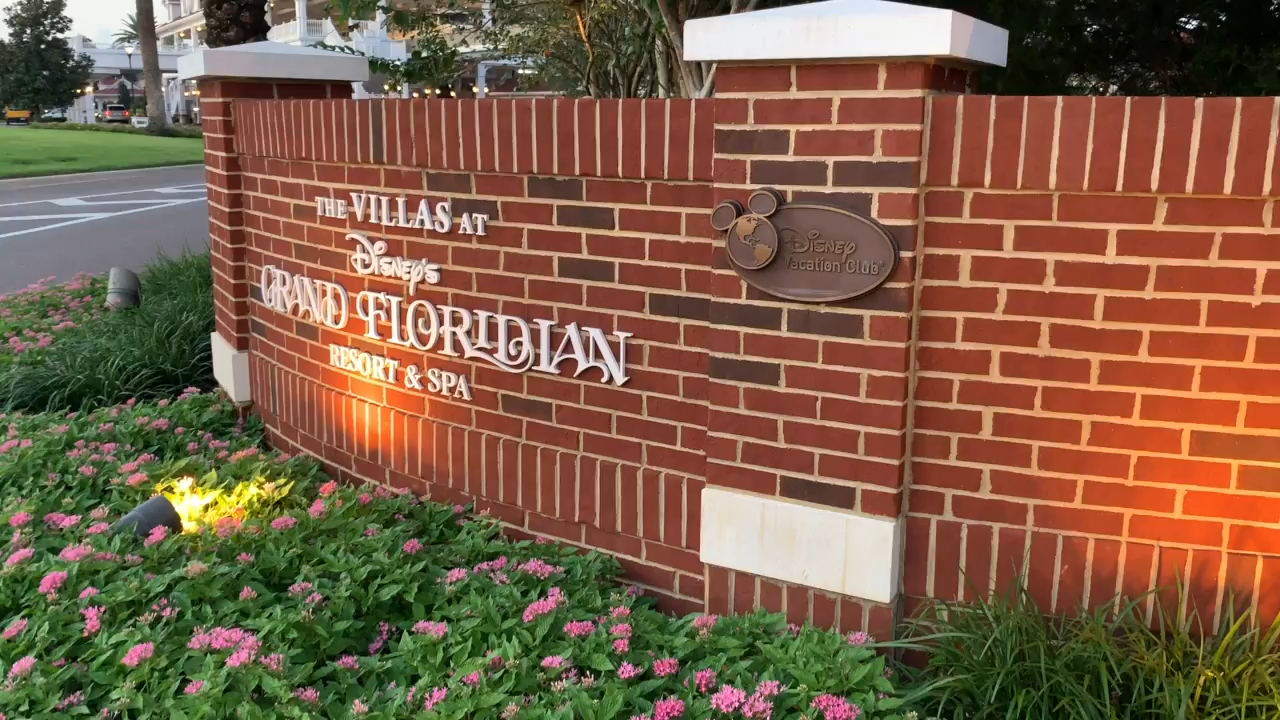 THE VILLAS AT
Disney's
GRAND FLORIDIAN
RESORT & SPA
Disney
Vacation Club